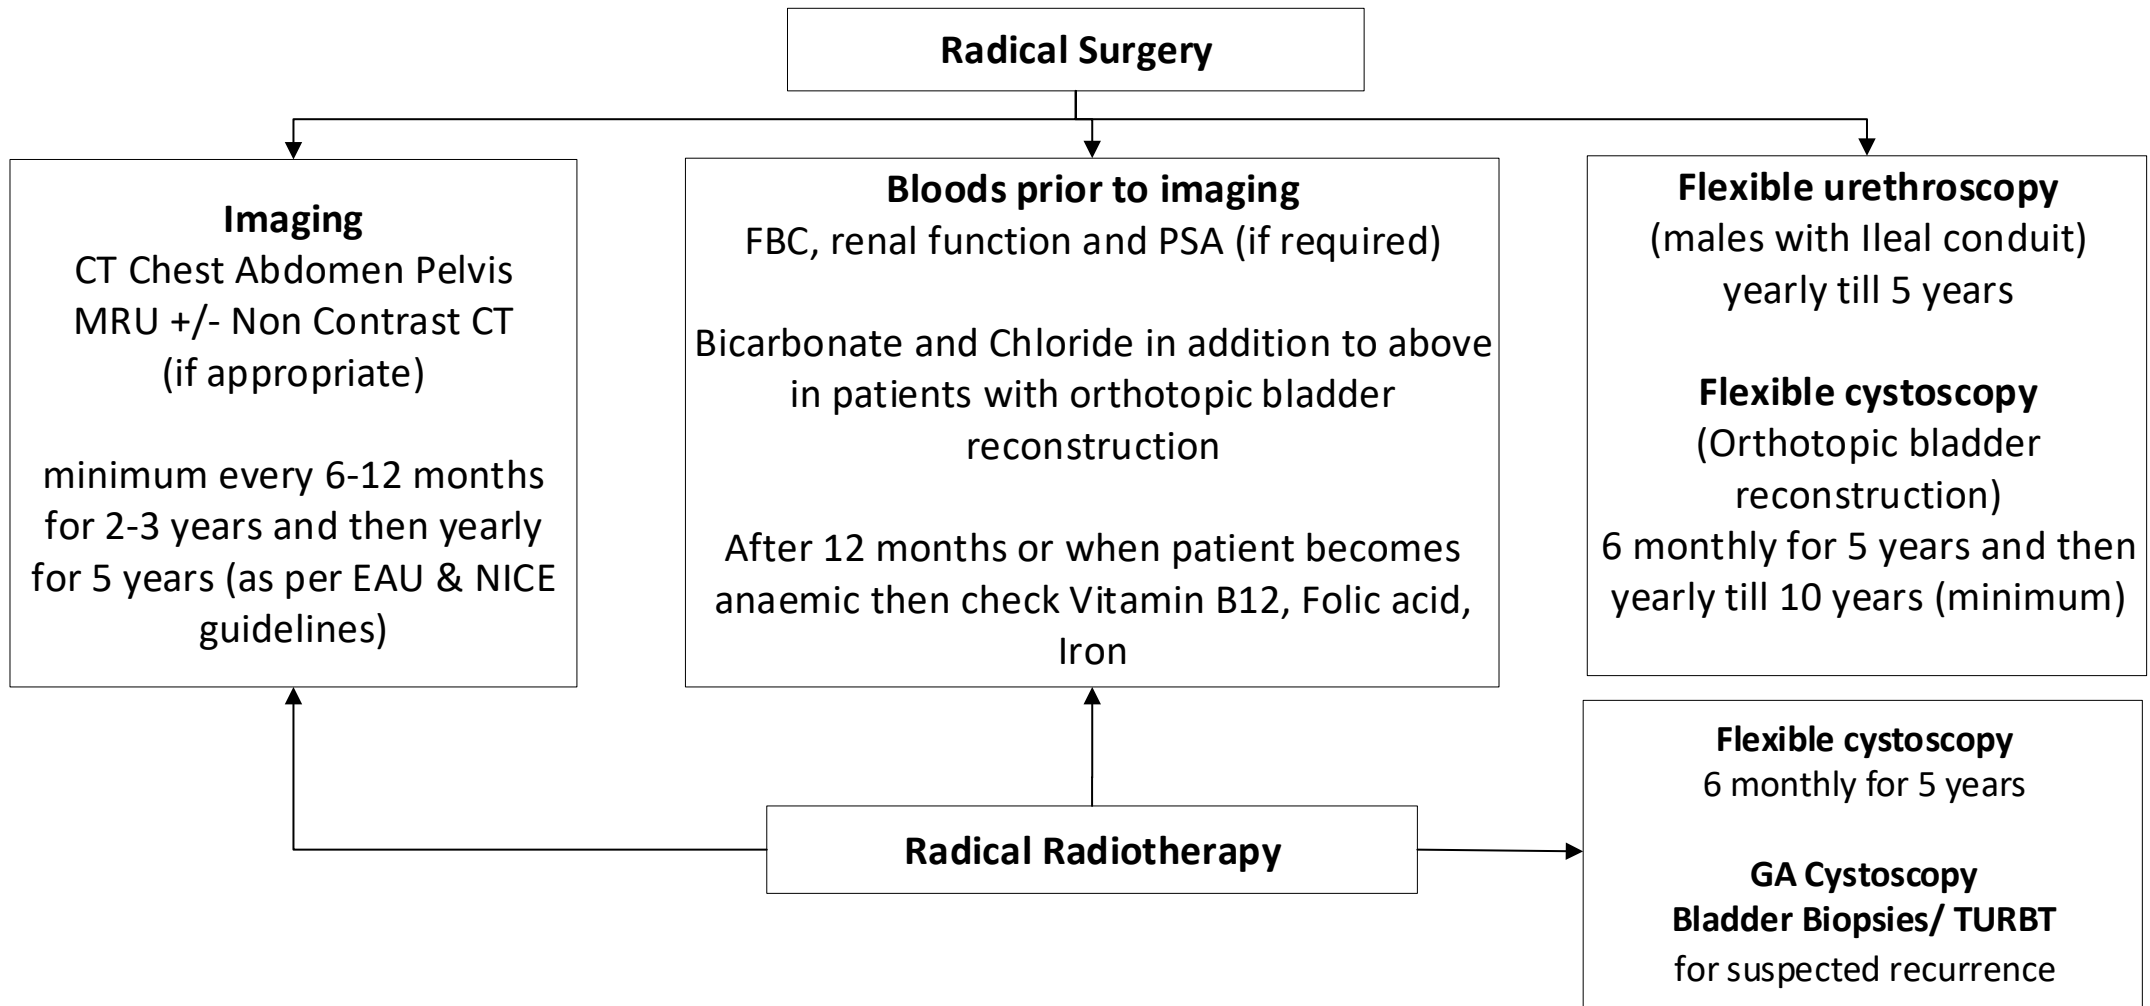 Radical Surgery
Imaging
CT Chest Abdomen Pelvis
MRU +/- Non Contrast CT
(if appropriate)
minimum every 6-12 months
for 2-3 years and then yearly
for 5 years (as per EAU & NICE
guidelines)
Bloods prior to imaging
FBC, renal function and PSA (if required)
Bicarbonate and Chloride in addition to above
in patients with orthotopic bladder
reconstruction
After 12 months or when patient becomes
anaemic then check Vitamin B12, Folic acid,
Iron
Flexible urethroscopy
(males with Ileal conduit)
yearly till 5 years
Flexible cystoscopy
(Orthotopic bladder
reconstruction)
6 monthly for 5 years and then
yearly till 10 years (minimum)
Radical Radiotherapy
Flexible cystoscopy
6 monthly for 5 years
GA Cystoscopy
Bladder Biopsies/ TURBT
for suspected recurrence